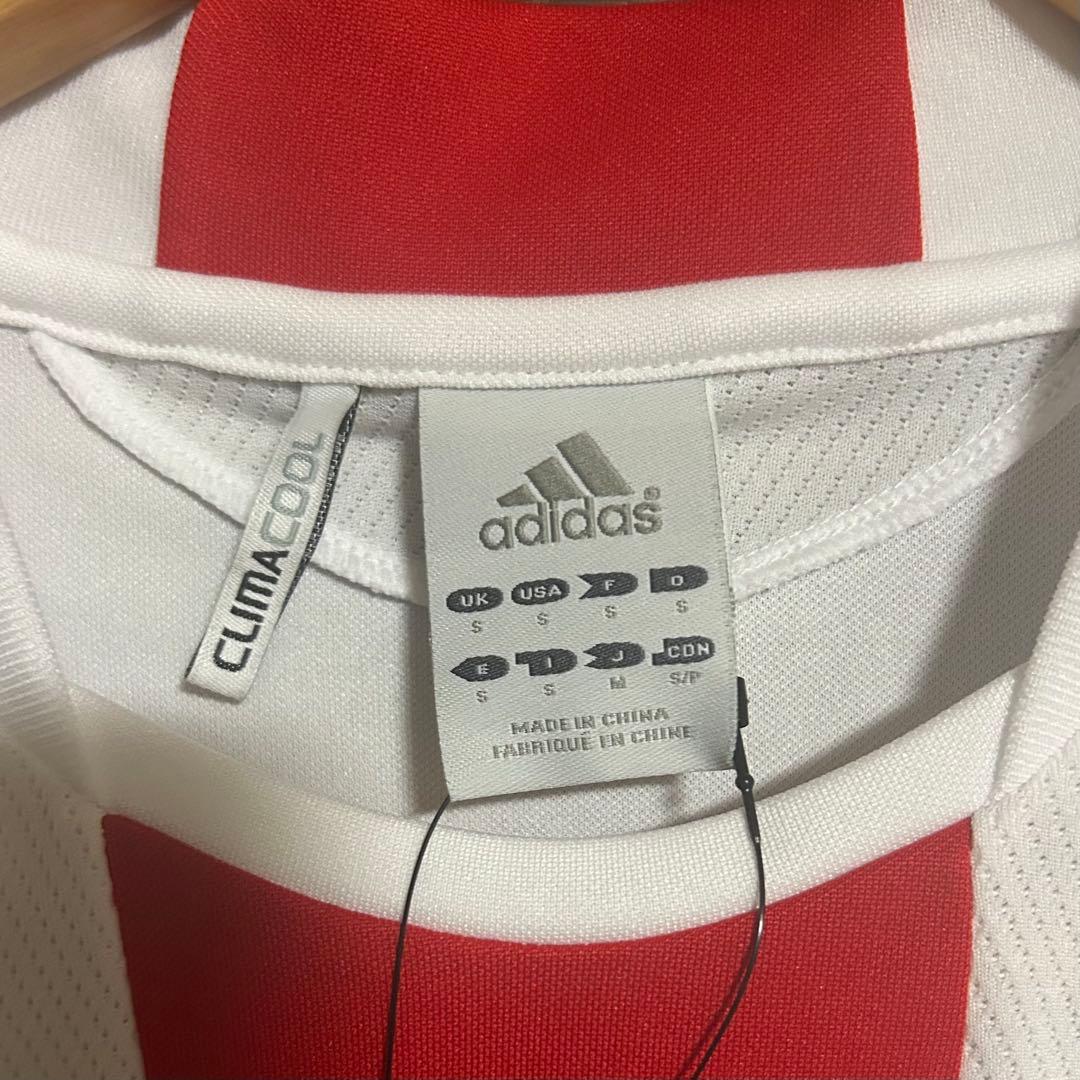 CLIMACOOL
adidas®
UK USA F D
S S S S
E I J CDN
S S M S/P
MADE IN CHINA
FABRIQUÉ EN CHINE